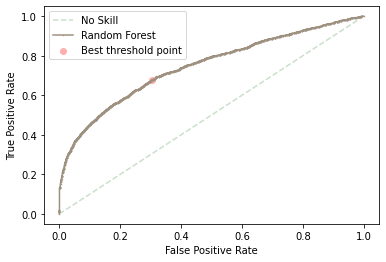 No Skill
Random Forest
Best threshold point
1.0
0.8
0.6
0.4
0.2
0.0
True Positive Rate
0.0 0.2 0.4 0.6 0.8 1.0
False Positive Rate